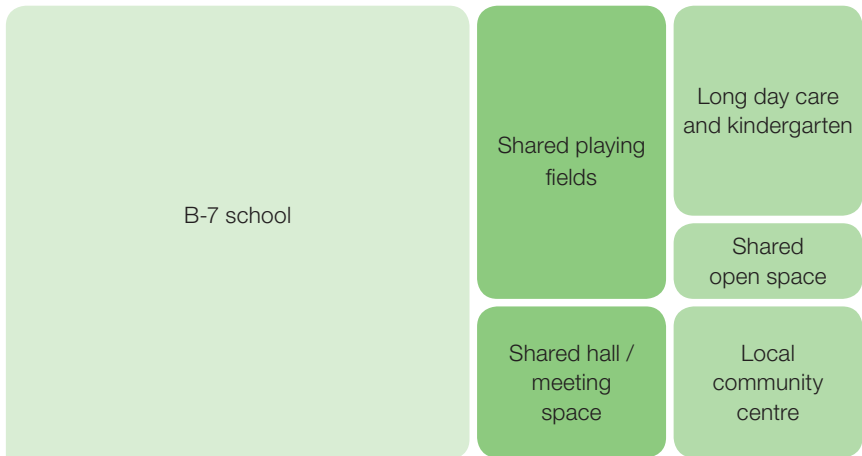 B-7 school
Shared playing
fields
Long day care
and kindergarten
Shared
open space
Shared hall /
meeting
space
Local
community
centre